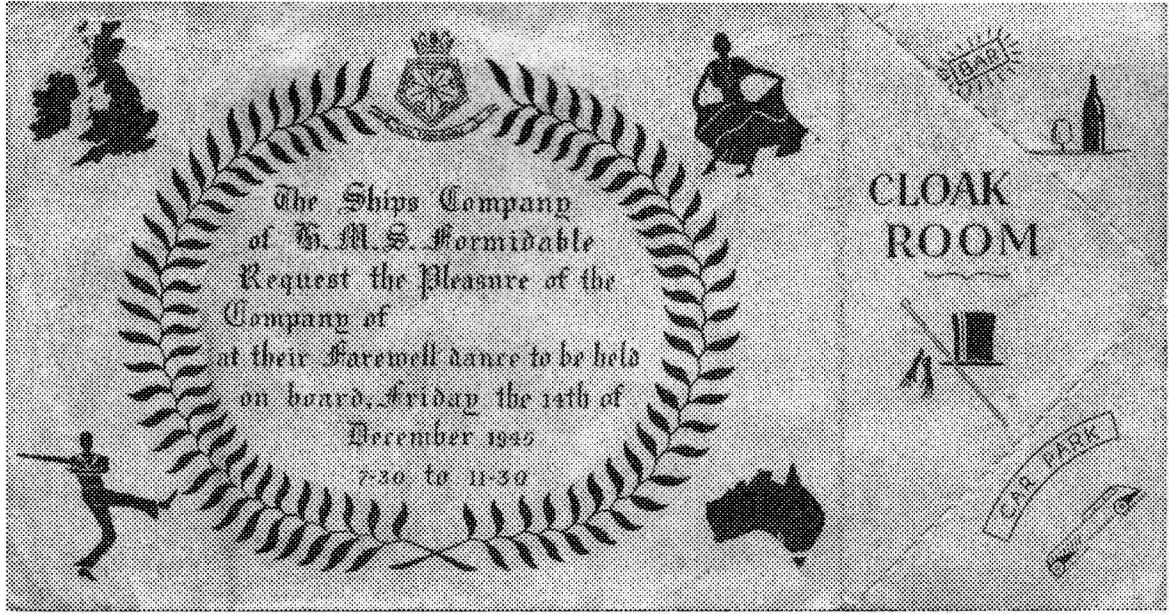 The Ships Company
of H.M.S. Formidable
Request the Pleasure of the
Company of
at their Farewell dance to be held
on board, Friday the 14th of
December 1945
7-30 to 11-30
BAR
CLOAK
ROOM
CAR PARK